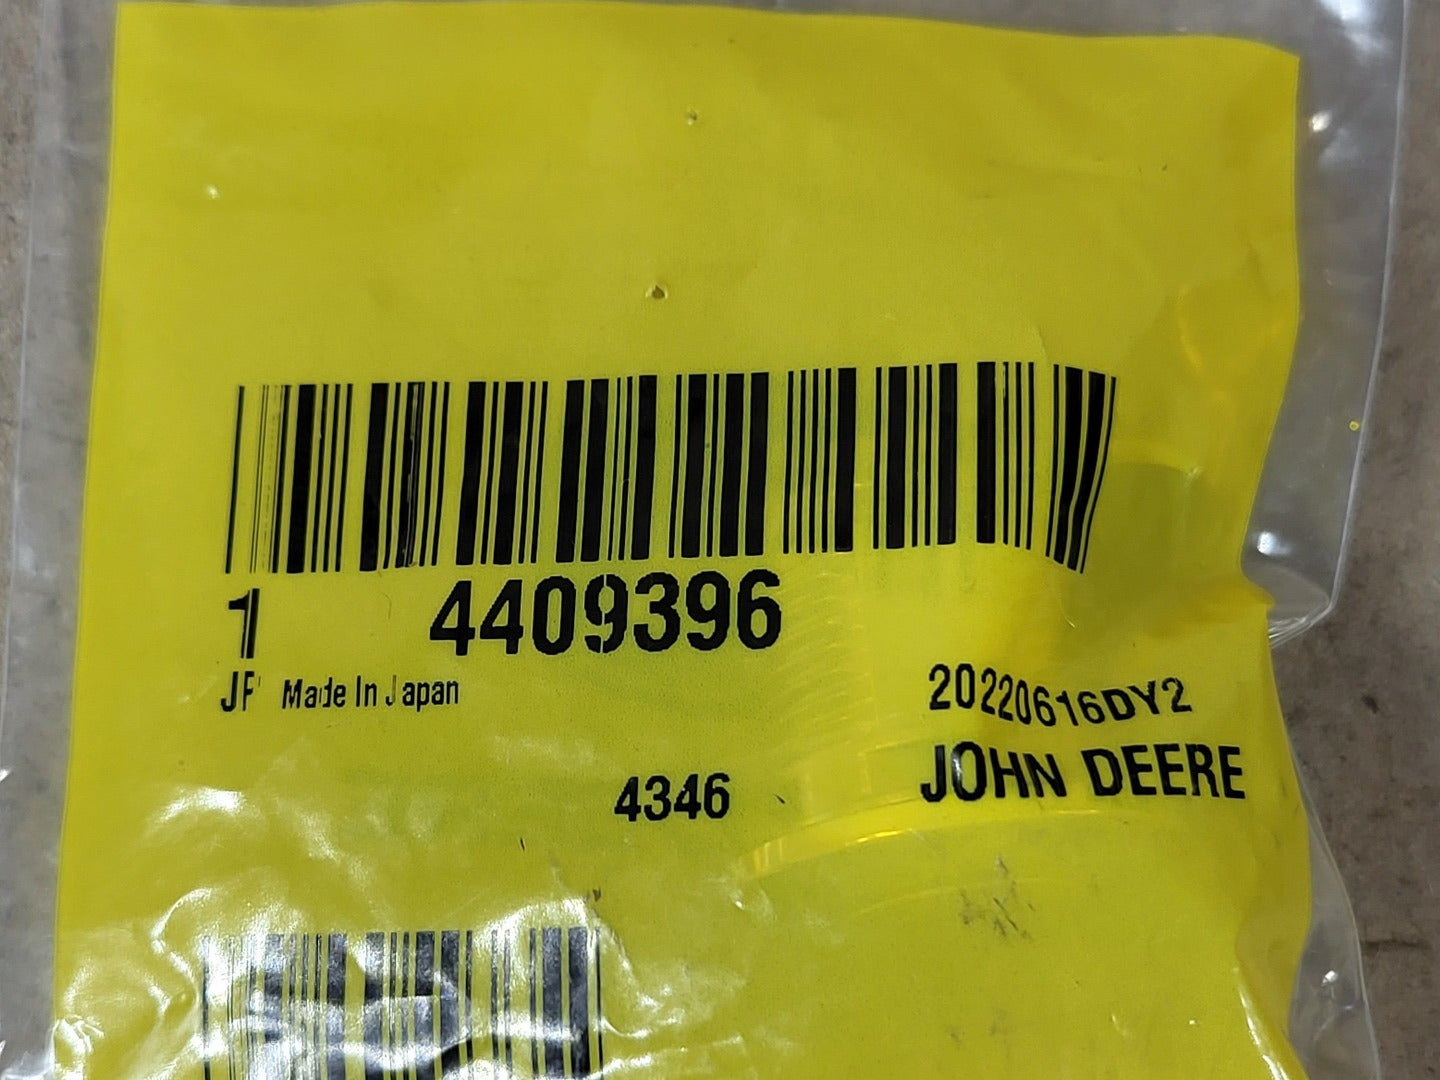 1 4409396
JP Made In Japan
20220616DY2
4346
JOHN DEERE